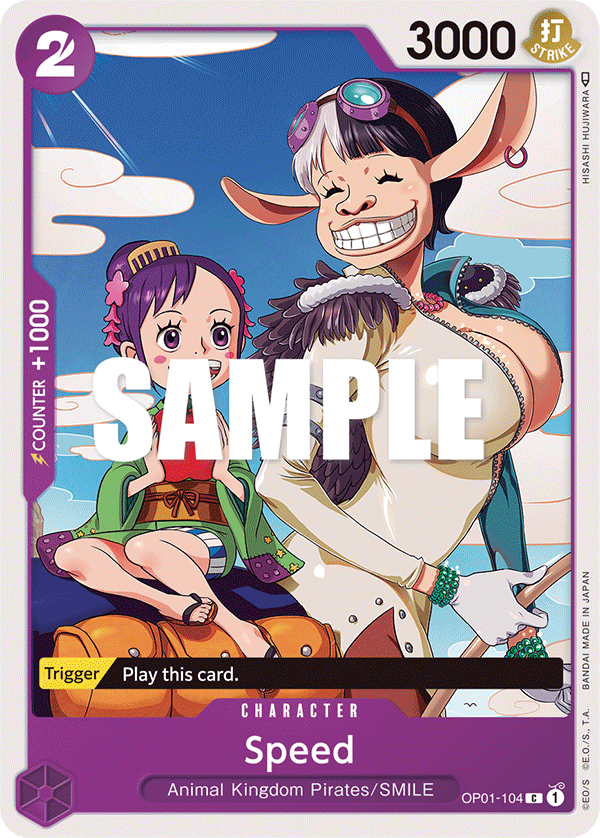 2
3000
打
STRIKE
HISASHI HUJIWARA
COUNTER +1000
SAMPLE
Trigger Play this card.
CHARACTER
Speed
Animal Kingdom Pirates/SMILE
OP01-104 C 1
©E.O/S ©E.O./S., T.A. BANDAI MADE IN JAPAN